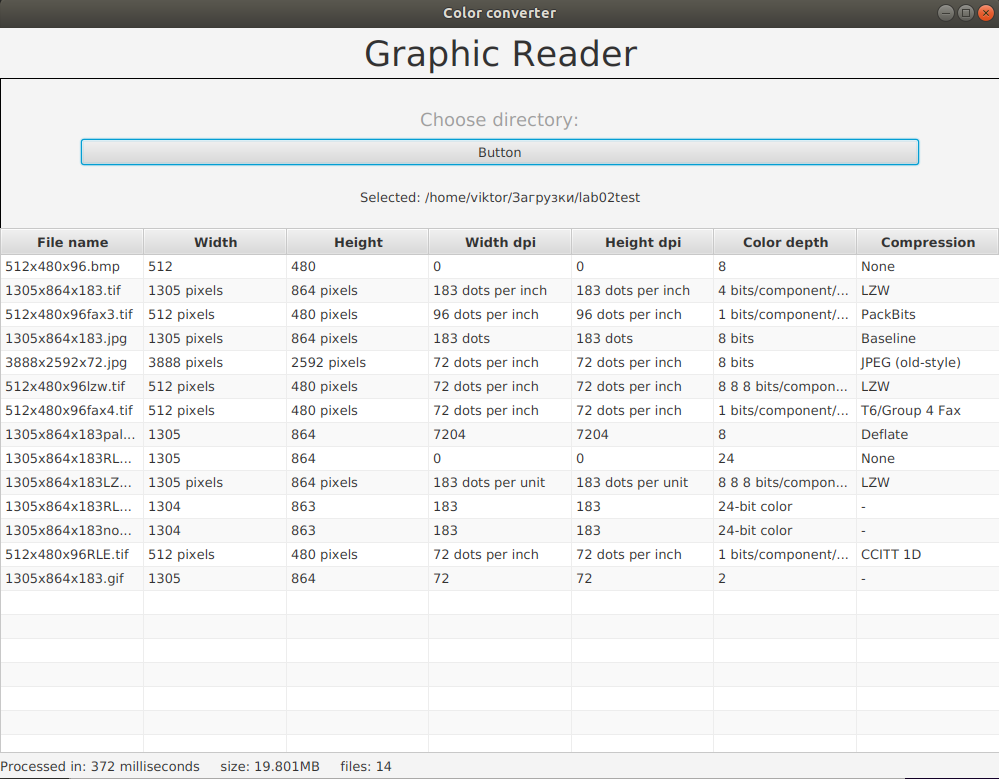 Color converter
Graphic Reader
Choose directory:
Button
Selected: /home/viktor/Загрузки/lab02test
File name Width Height Width dpi Height dpi Color depth Compression
512x480x96.bmp 512 480 0 0 8 None
1305x864x183.tif 1305 pixels 864 pixels 183 dots per inch 183 dots per inch 4 bits/component/... LZW
512x480x96fax3.tif 512 pixels 480 pixels 96 dots per inch 96 dots per inch 1 bits/component/... PackBits
1305x864x183.jpg 1305 pixels 864 pixels 183 dots 183 dots 8 bits Baseline
3888x2592x72.jpg 3888 pixels 2592 pixels 72 dots per inch 72 dots per inch 8 bits JPEG (old-style)
512x480x96lzw.tif 512 pixels 480 pixels 72 dots per inch 72 dots per inch 8 8 8 bits/compon... LZW
512x480x96fax4.tif 512 pixels 480 pixels 72 dots per inch 72 dots per inch 1 bits/component/... T6/Group 4 Fax
1305x864x183pal... 1305 864 7204 7204 8 Deflate
1305x864x183RL... 1305 864 0 0 24 None
1305x864x183LZ... 1305 pixels 864 pixels 183 dots per unit 183 dots per unit 8 8 8 bits/compon... LZW
1305x864x183RL... 1304 863 183 183 24-bit color -
1305x864x183no... 1304 863 183 183 24-bit color -
512x480x96RLE.tif 512 pixels 480 pixels 72 dots per inch 72 dots per inch 1 bits/component/... CCITT 1D
1305x864x183.gif 1305 864 72 72 2 -
Processed in: 372 milliseconds size: 19.801MB files: 14